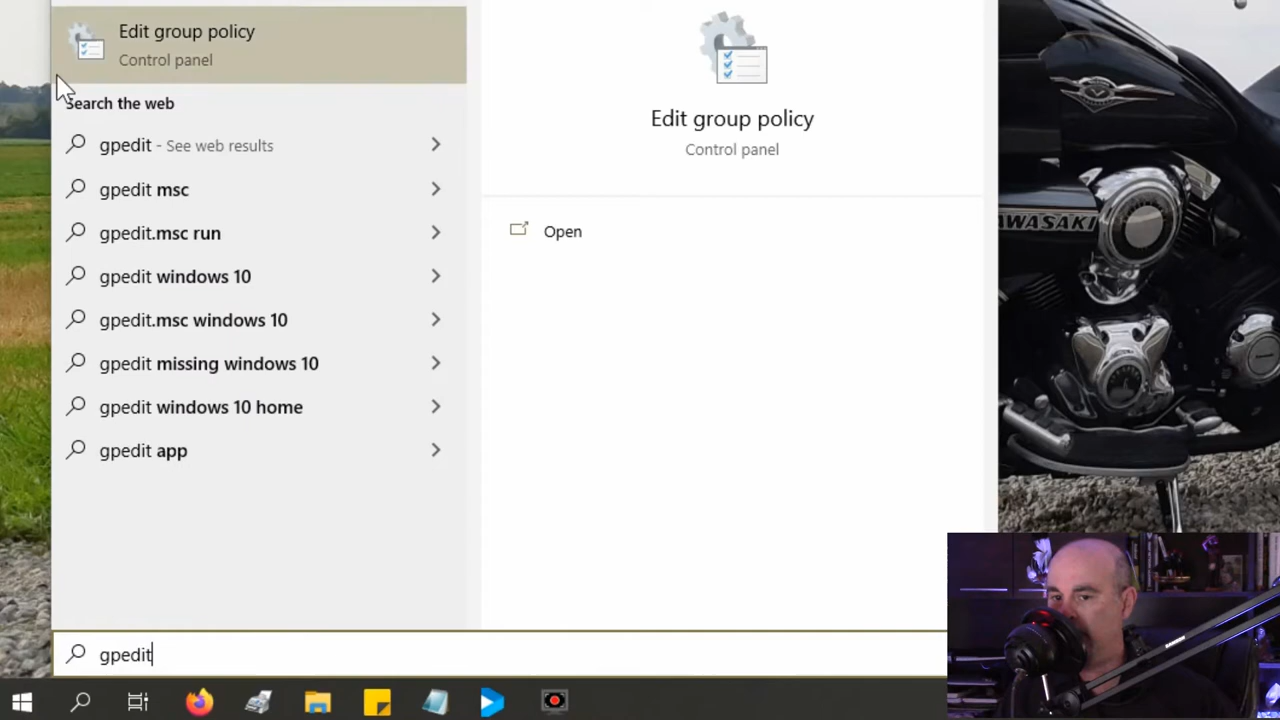 Edit group policy
Control panel
Search the web
gpedit - See web results
gpedit msc
gpedit.msc run
gpedit windows 10
gpedit.msc windows 10
gpedit missing windows 10
gpedit windows 10 home
gpedit app
Edit group policy
Control panel
Open
AWASAKI
gpedit